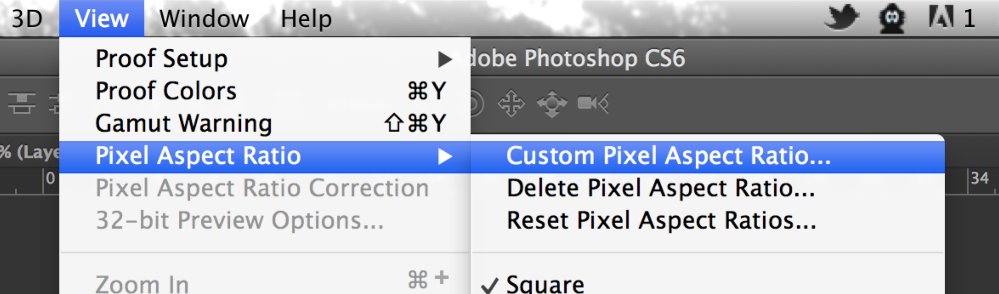 3D View Window Help 1
Proof Setup
dobe Photoshop CS6
Proof Colors ⌘Y
Gamut Warning ⇧⌘Y
% (Laye
Pixel Aspect Ratio
Custom Pixel Aspect Ratio...
0
34
Pixel Aspect Ratio Correction
Delete Pixel Aspect Ratio...
32-bit Preview Options...
Reset Pixel Aspect Ratios...
Zoom In ⌘+
✓ Square